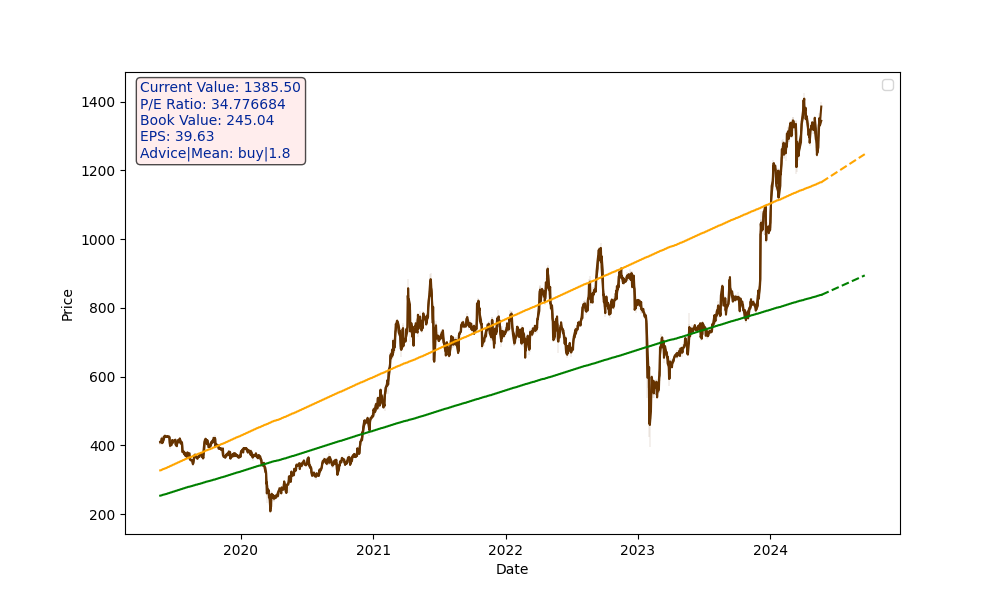 Current Value: 1385.50
P/E Ratio: 34.776684
Book Value: 245.04
EPS: 39.63
Advice|Mean: buy|1.8
1400
1200
1000
800
600
400
200
Price
2020 2021 2022 2023 2024
Date